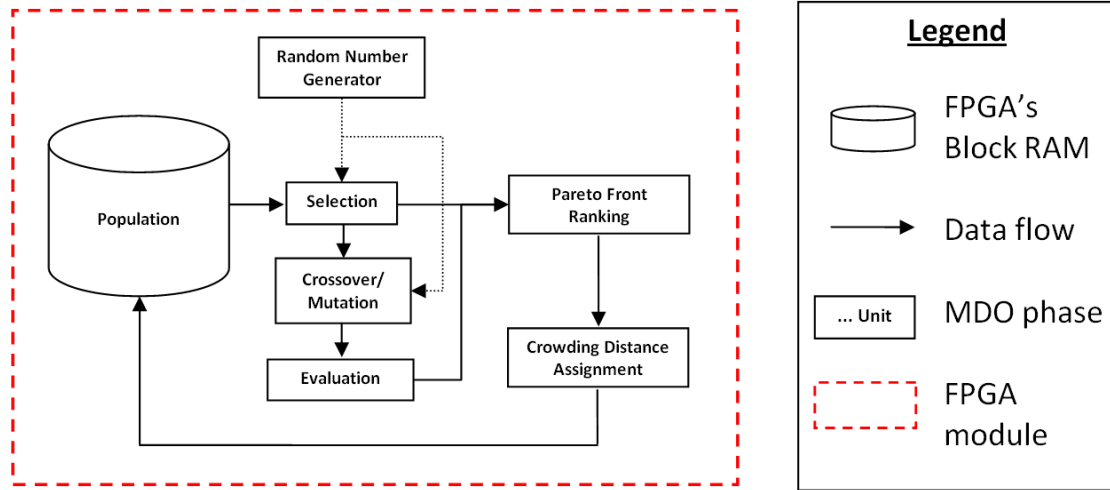 Random Number
Generator
Population
Selection
Pareto Front
Ranking
Crossover/
Mutation
Evaluation
Crowding Distance
Assignment
Legend
FPGA's
Block RAM
Data flow
... Unit
MDO phase
FPGA
module